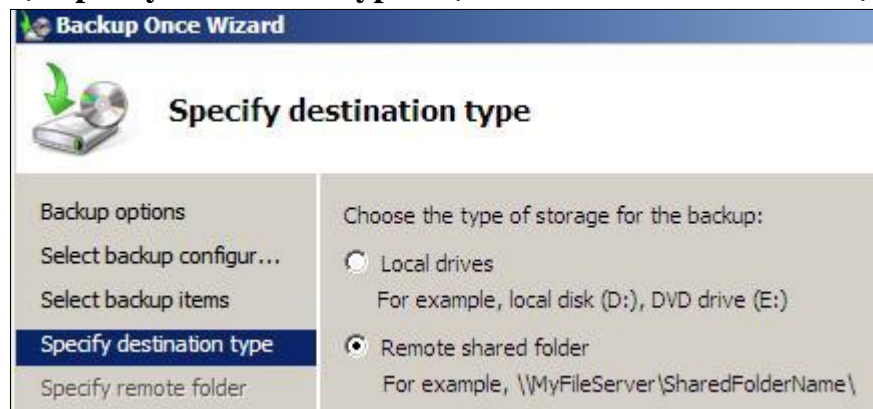 Backup Once Wizard
Specify destination type
Backup options
Select backup configur...
Select backup items
Specify destination type
Specify remote folder
Choose the type of storage for the backup:
Local drives
For example, local disk (D:), DVD drive (E:)
Remote shared folder
For example, \\MyFileServer\SharedFolderName\